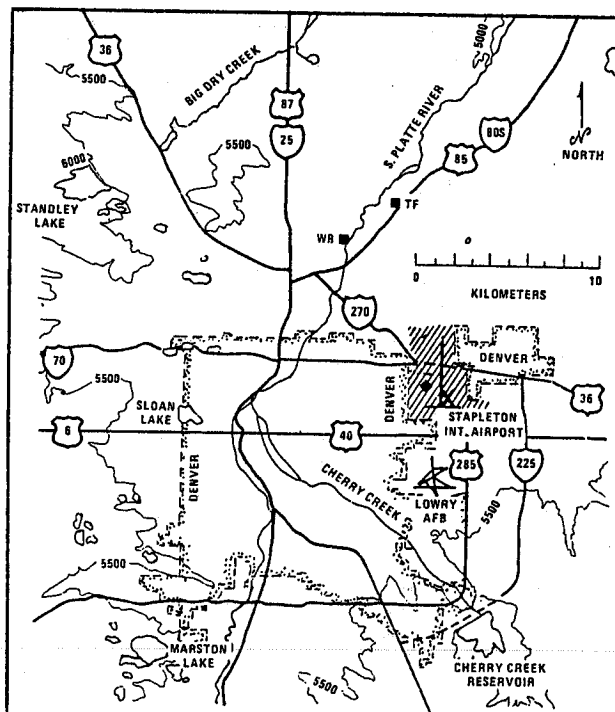 36
5500
BIG DRY CREEK
87
25
5000
S. PLATTE RIVER
80S
85
NORTH
5500
6000
STANDLEY
LAKE
TF
WR
0 10
KILOMETERS
270
70
DENVER
36
5500
SLOAN
LAKE
DENVER
STAPLETON
INT. AIRPORT
6
40
DENVER
CHERRY CREEK
285
225
LOWRY
AFB
5500
5500
MARSTON
LAKE
5500
CHERRY CREEK
RESERVOIR